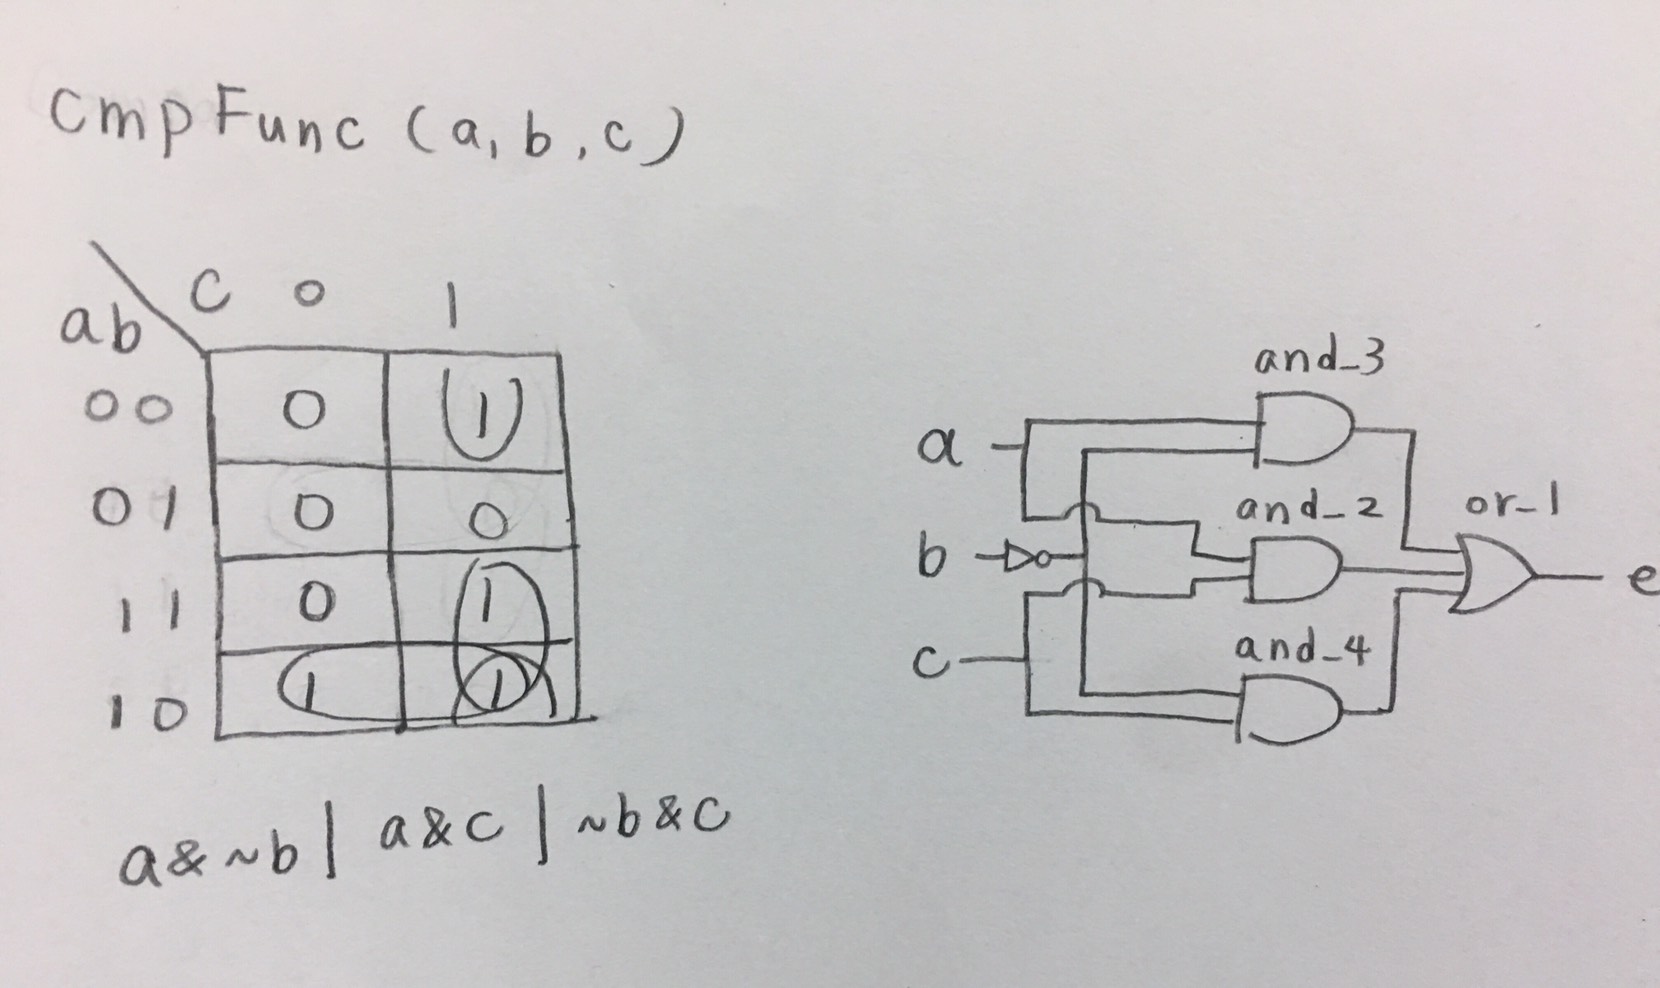 cmpFunc (a, b, c)
c 0 1
ab
00 0 1
01 0 0
11 0 1
10 1 1
a&~b | a&c | ~b&c
and_3
a
and_2
or_1
b
e
c
and_4